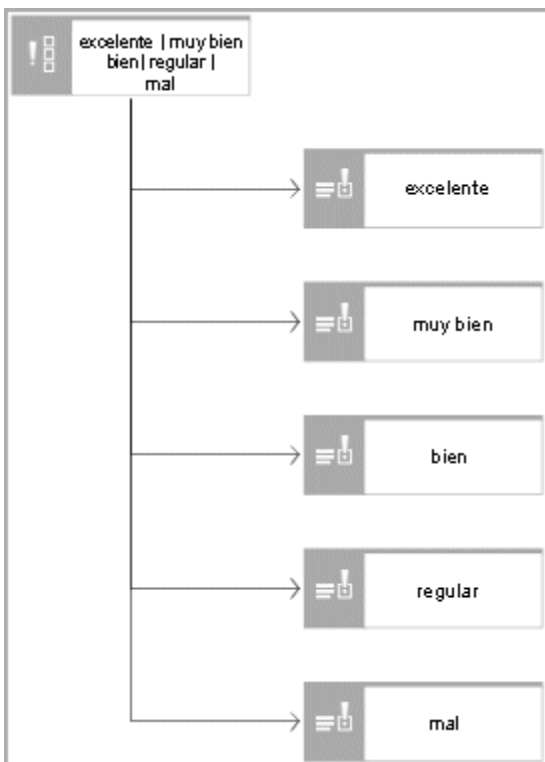 excelente | muy bien
bien | regular |
mal
excelente
muy bien
bien
regular
mal